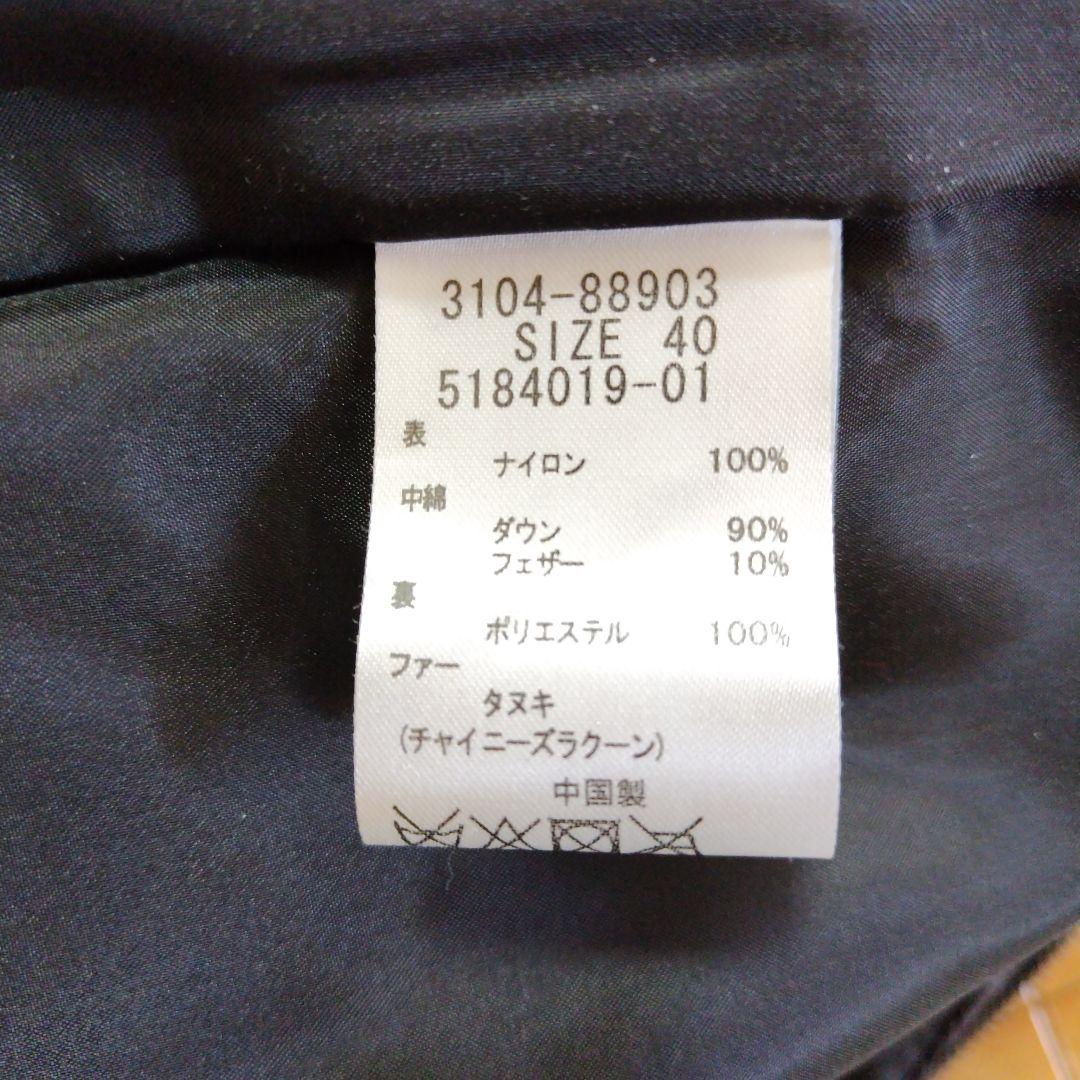 3104-88903
SIZE 40
5184019-01
表
ナイロン 100%
中綿
ダウン 90%
フェザー 10%
裏
ポリエステル 100%
ファー
タヌキ
(チャイニーズラクーン)
中国製